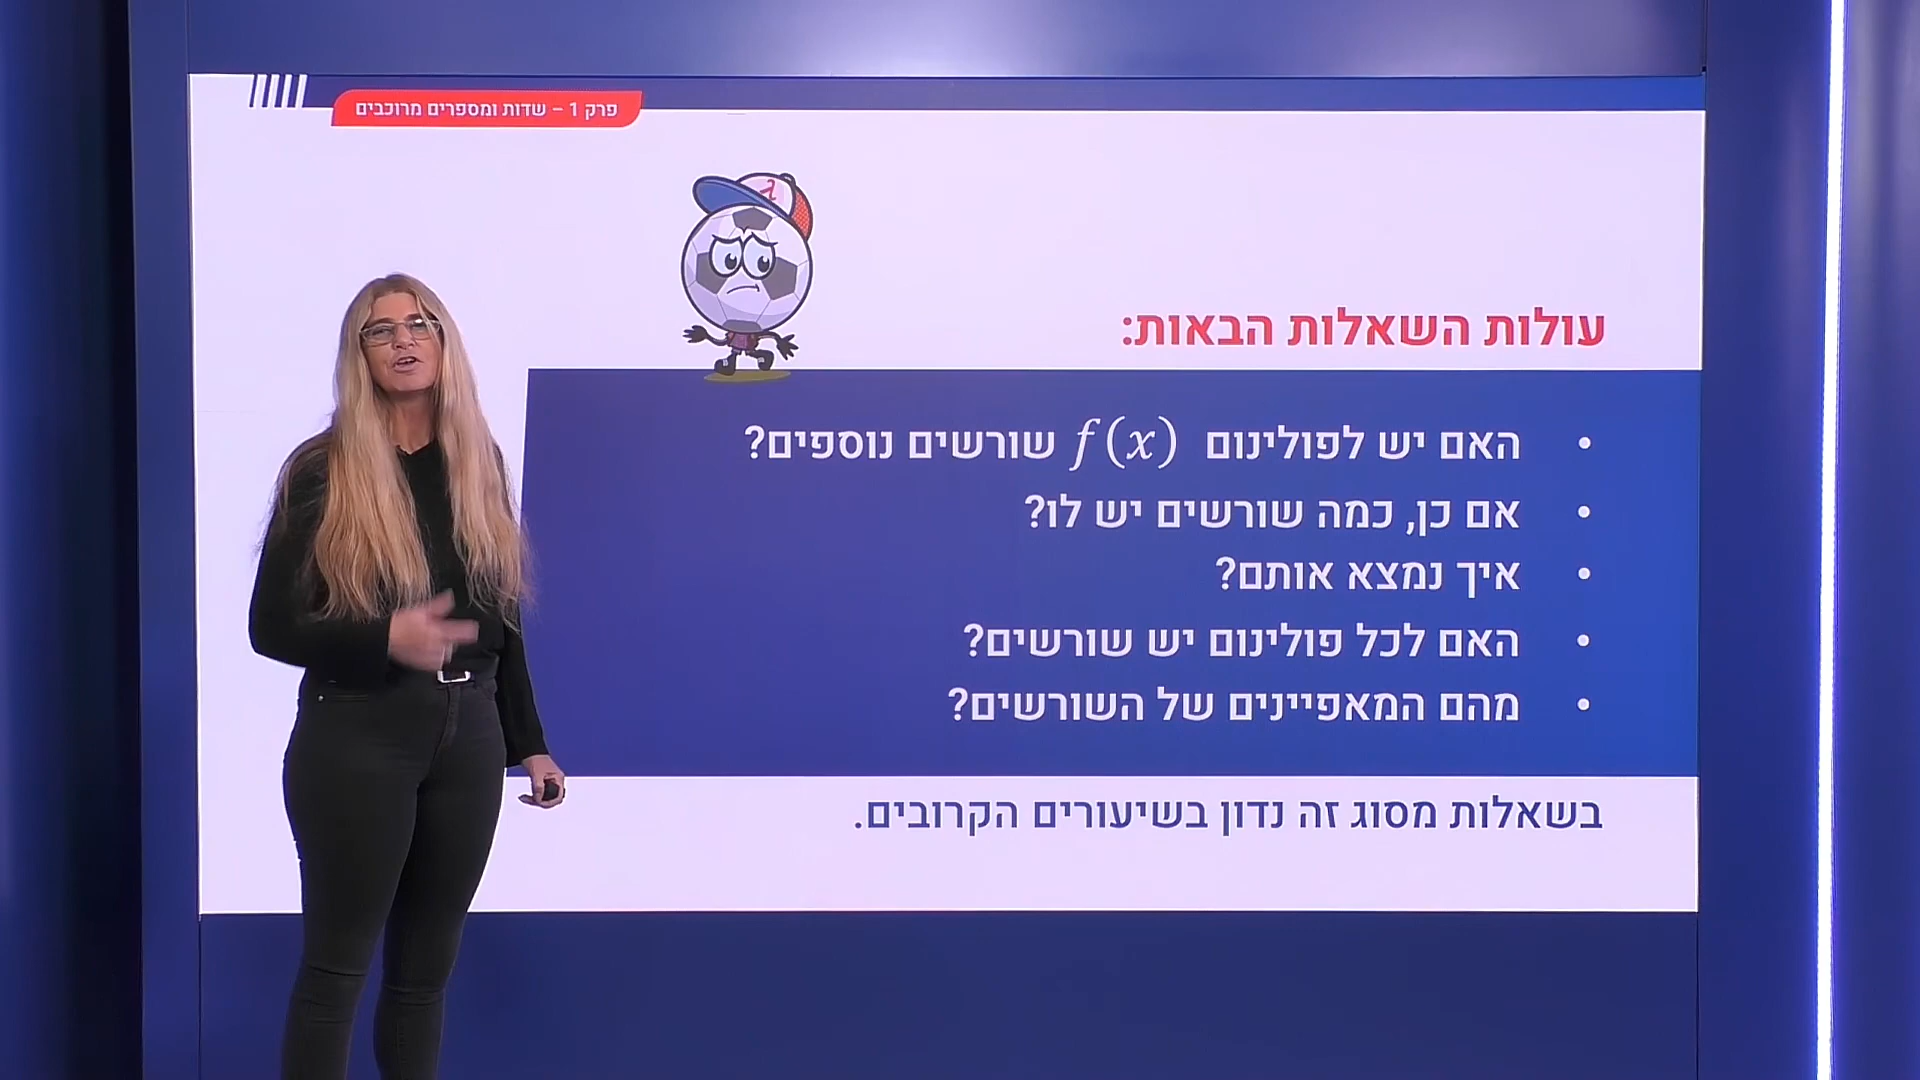 פרק 1 – שדות ומספרים מרוכבים
λ
עולות השאלות הבאות:
• האם יש לפולינום f(x) שורשים נוספים?
• אם כן, כמה שורשים יש לו?
• איך נמצא אותם?
• האם לכל פולינום יש שורשים?
• מהם המאפיינים של השורשים?
בשאלות מסוג זה נדון בשיעורים הקרובים.